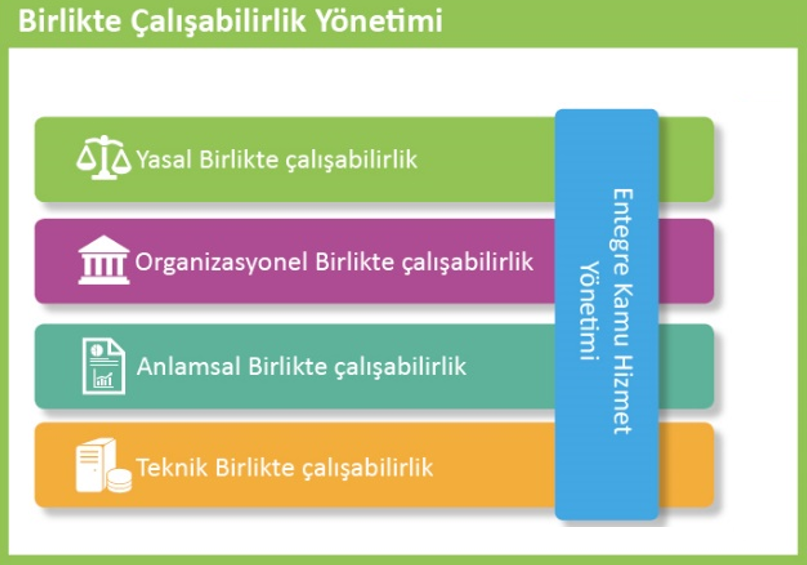 Birlikte Çalışabilirlik Yönetimi
Yasal Birlikte çalışabilirlik
Organizasyonel Birlikte çalışabilirlik
Anlamsal Birlikte çalışabilirlik
Teknik Birlikte çalışabilirlik
Entegre Kamu Hizmet
Yönetimi